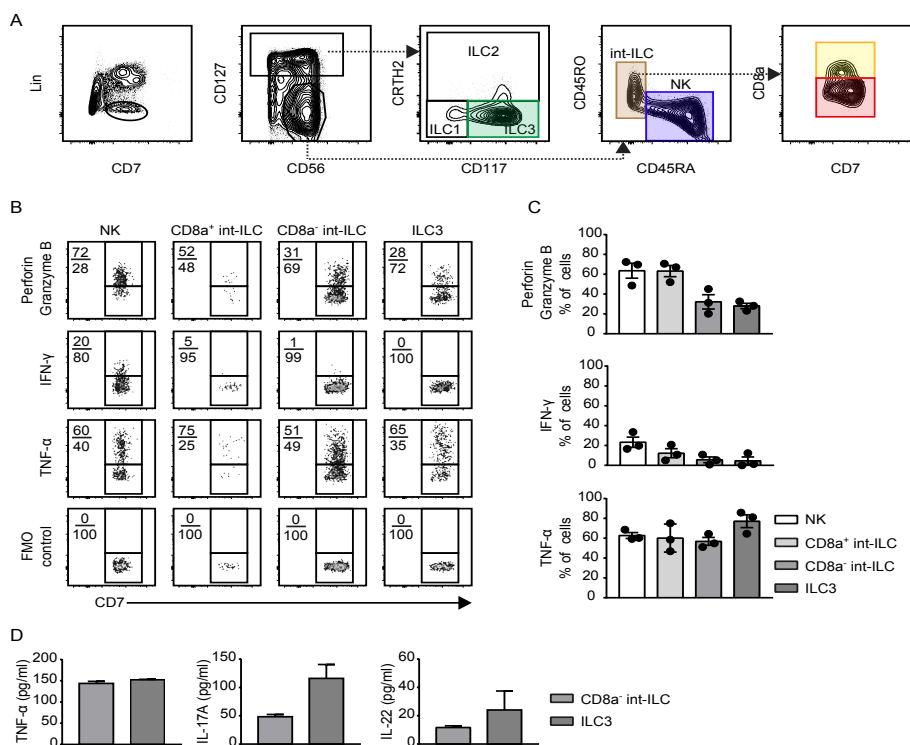 A
Lin
CD7
CD127
CD56
CRTH2
ILC2
ILC1
ILC3
CD117
CD45RO
int-ILC
NK
CD45RA
CD8a
CD7
B
NK
CD8a⁺ int-ILC
CD8a⁻ int-ILC
ILC3
Perforin
Granzyme B
72
28
52
48
31
69
28
72
IFN-γ
20
80
5
95
1
99
0
100
TNF-α
60
40
75
25
51
49
65
35
FMO
control
0
100
0
100
0
100
0
100
CD7
C
Perforin
Granzyme B
% of cells
100
80
60
40
20
0
IFN-γ
% of cells
100
80
60
40
20
0
TNF-α
% of cells
100
80
60
40
20
0
NK
CD8a⁺ int-ILC
CD8a⁻ int-ILC
ILC3
D
TNF-α (pg/ml)
200
150
100
50
0
IL-17A (pg/ml)
150
100
50
0
IL-22 (pg/ml)
60
40
20
0
CD8a⁻ int-ILC
ILC3